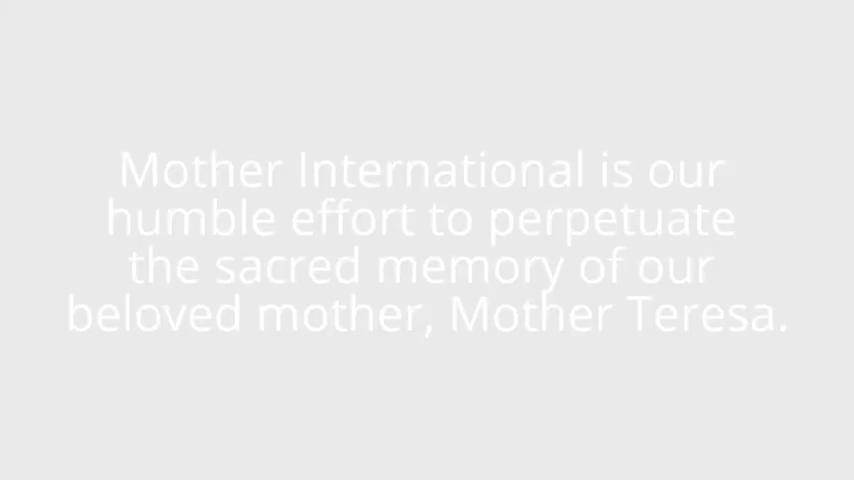 Mother International is our
humble effort to perpetuate
the sacred memory of our
beloved mother, Mother Teresa.